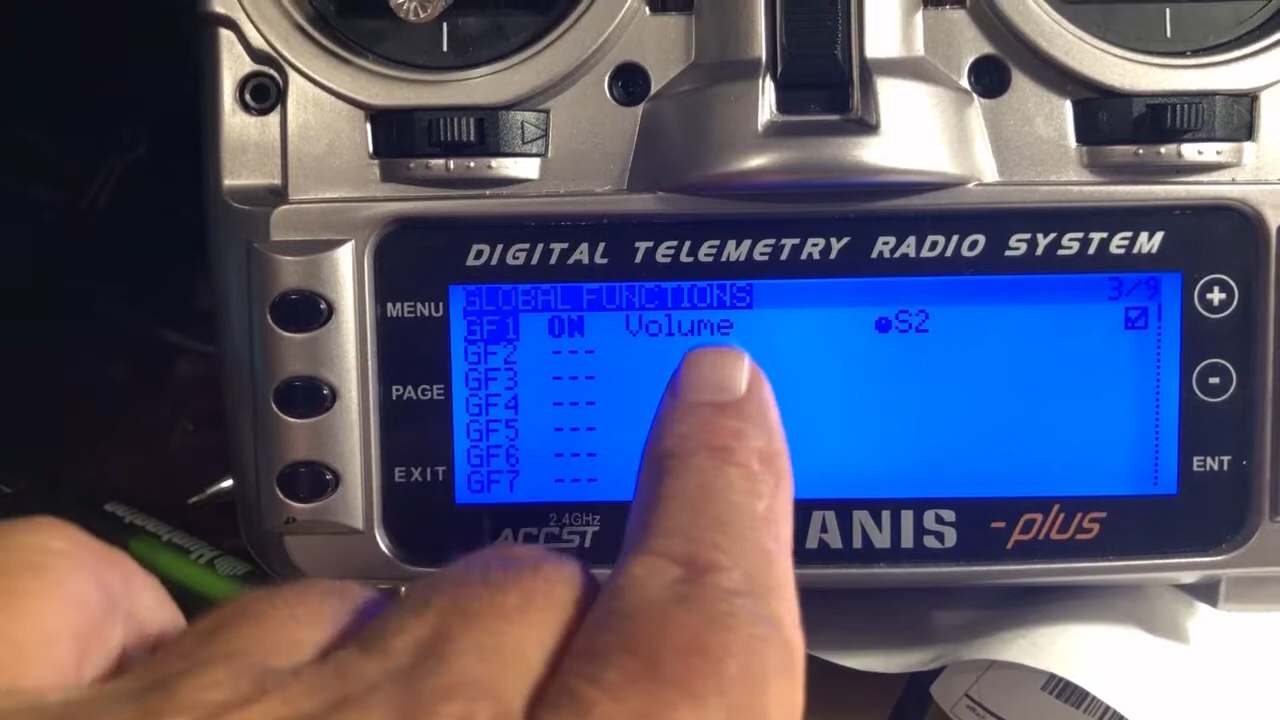 DIGITAL TELEMETRY RADIO SYSTEM
MENU
PAGE
EXIT
GLOBAL FUNCTIONS 3/9
GF1 ON Volume S2
GF2 ---
GF3 ---
GF4 ---
GF5 ---
GF6 ---
GF7 ---
+
-
ENT
2.4GHz
ACCST
ANIS -plus